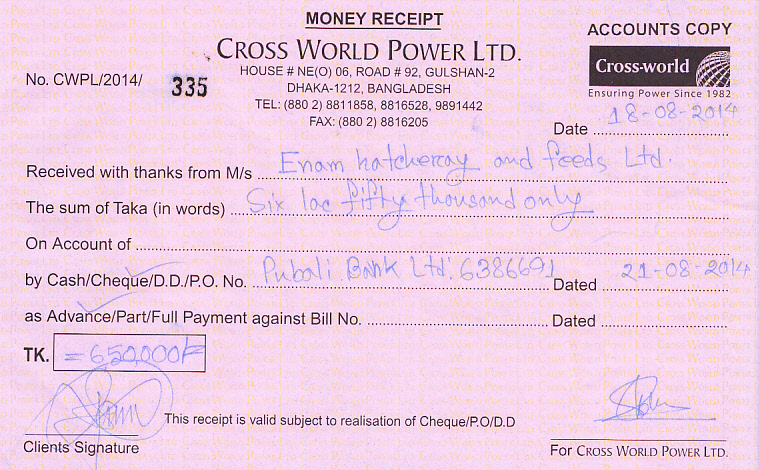 MONEY RECEIPT
ACCOUNTS COPY
CROSS WORLD POWER LTD.
Cross-world
Ensuring Power Since 1982
No. CWPL/2014/ 335
HOUSE # NE(O) 06, ROAD # 92, GULSHAN-2
DHAKA-1212, BANGLADESH
TEL: (880 2) 8811858, 8816528, 9891442
FAX: (880 2) 8816205
Date 18-08-2014
Received with thanks from M/s Enam hatcheray and feeds Ltd.
The sum of Taka (in words) Six lac fifty thousand only
On Account of
by Cash/Cheque/D.D./P.O. No. Pubali Bank Ltd: 6386691 Dated 21-08-2014
as Advance/Part/Full Payment against Bill No. Dated
TK. =650,000/=
This receipt is valid subject to realisation of Cheque/P.O/D.D
Clients Signature
For CROSS WORLD POWER LTD.